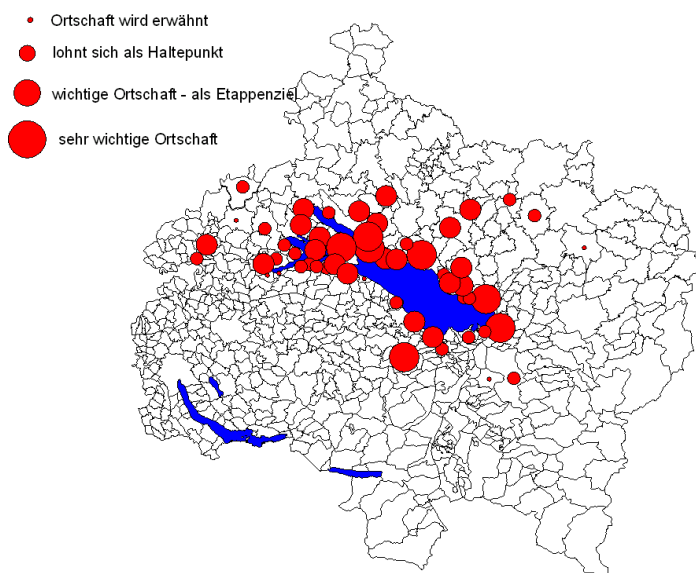 Ortschaft wird erwähnt
lohnt sich als Haltepunkt
wichtige Ortschaft - als Etappenziel
sehr wichtige Ortschaft